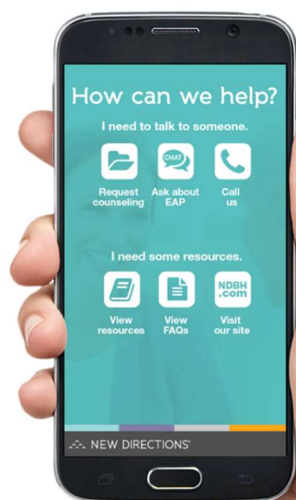 How can we help?
I need to talk to someone.
CHAT
Request
counseling
Ask about
EAP
Call
us
I need some resources.
NDBH
.com
View
resources
View
FAQs
Visit
our site
NEW DIRECTIONS'